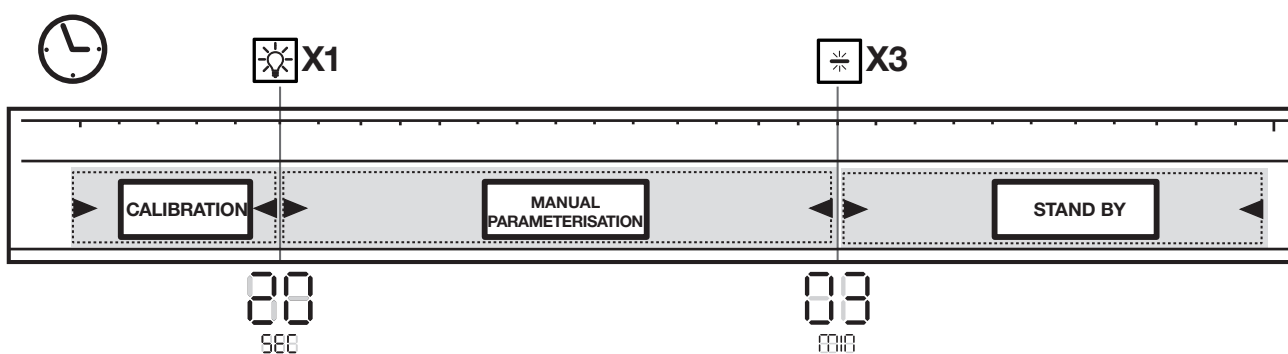 X1
X3
CALIBRATION
MANUAL
PARAMETERISATION
STAND BY
20
SEC
03
MIN